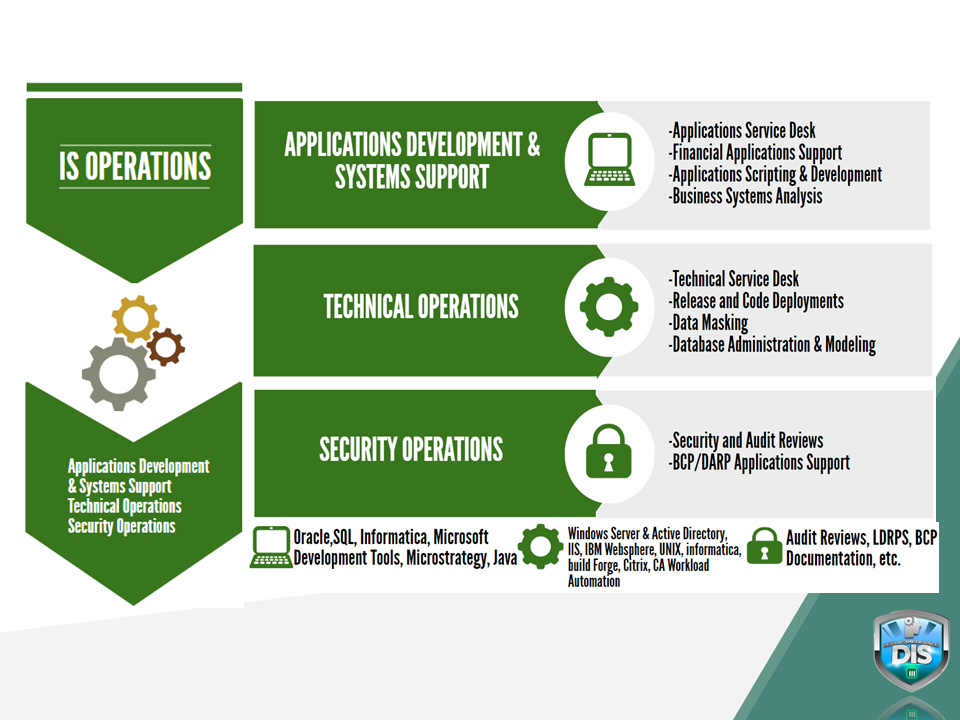 IS OPERATIONS
APPLICATIONS DEVELOPMENT &
SYSTEMS SUPPORT
-Applications Service Desk
-Financial Applications Support
-Applications Scripting & Development
-Business Systems Analysis
TECHNICAL OPERATIONS
-Technical Service Desk
-Release and Code Deployments
-Data Masking
-Database Administration & Modeling
Applications Development
& Systems Support
Technical Operations
Security Operations
SECURITY OPERATIONS
-Security and Audit Reviews
-BCP/DARP Applications Support
Oracle,SQL, Informatica, Microsoft
Development Tools, Microstrategy, Java
Windows Server & Active Directory,
IIS, IBM Websphere, UNIX, informatica,
build Forge, Citrix, CA Workload
Automation
Audit Reviews, LDRPS, BCP
Documentation, etc.
DIS